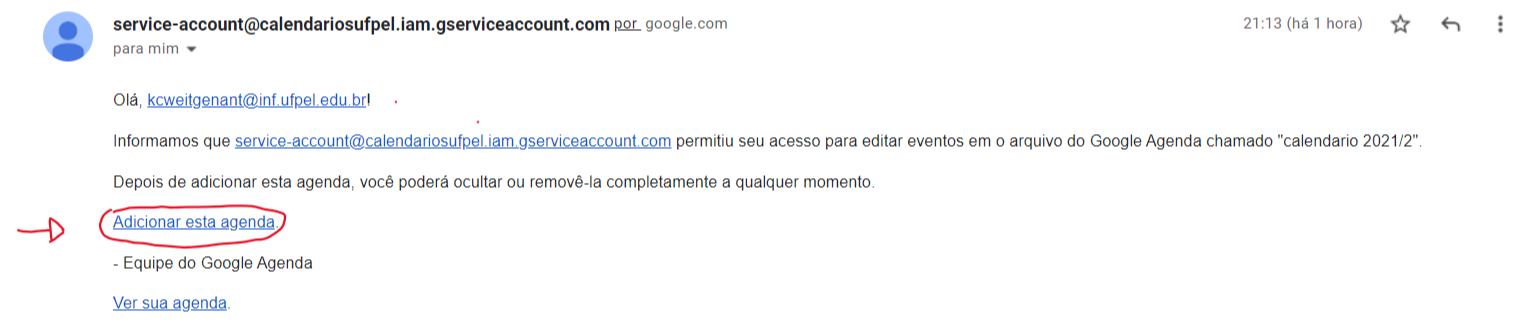 service-account@calendariosufpel.iam.gserviceaccount.com por google.com 21:13 (há 1 hora)
para mim
Olá, kcweitgenant@inf.ufpel.edu.br!
Informamos que service-account@calendariosufpel.iam.gserviceaccount.com permitiu seu acesso para editar eventos em o arquivo do Google Agenda chamado "calendario 2021/2".
Depois de adicionar esta agenda, você poderá ocultar ou removê-la completamente a qualquer momento.
Adicionar esta agenda.
- Equipe do Google Agenda
Ver sua agenda.